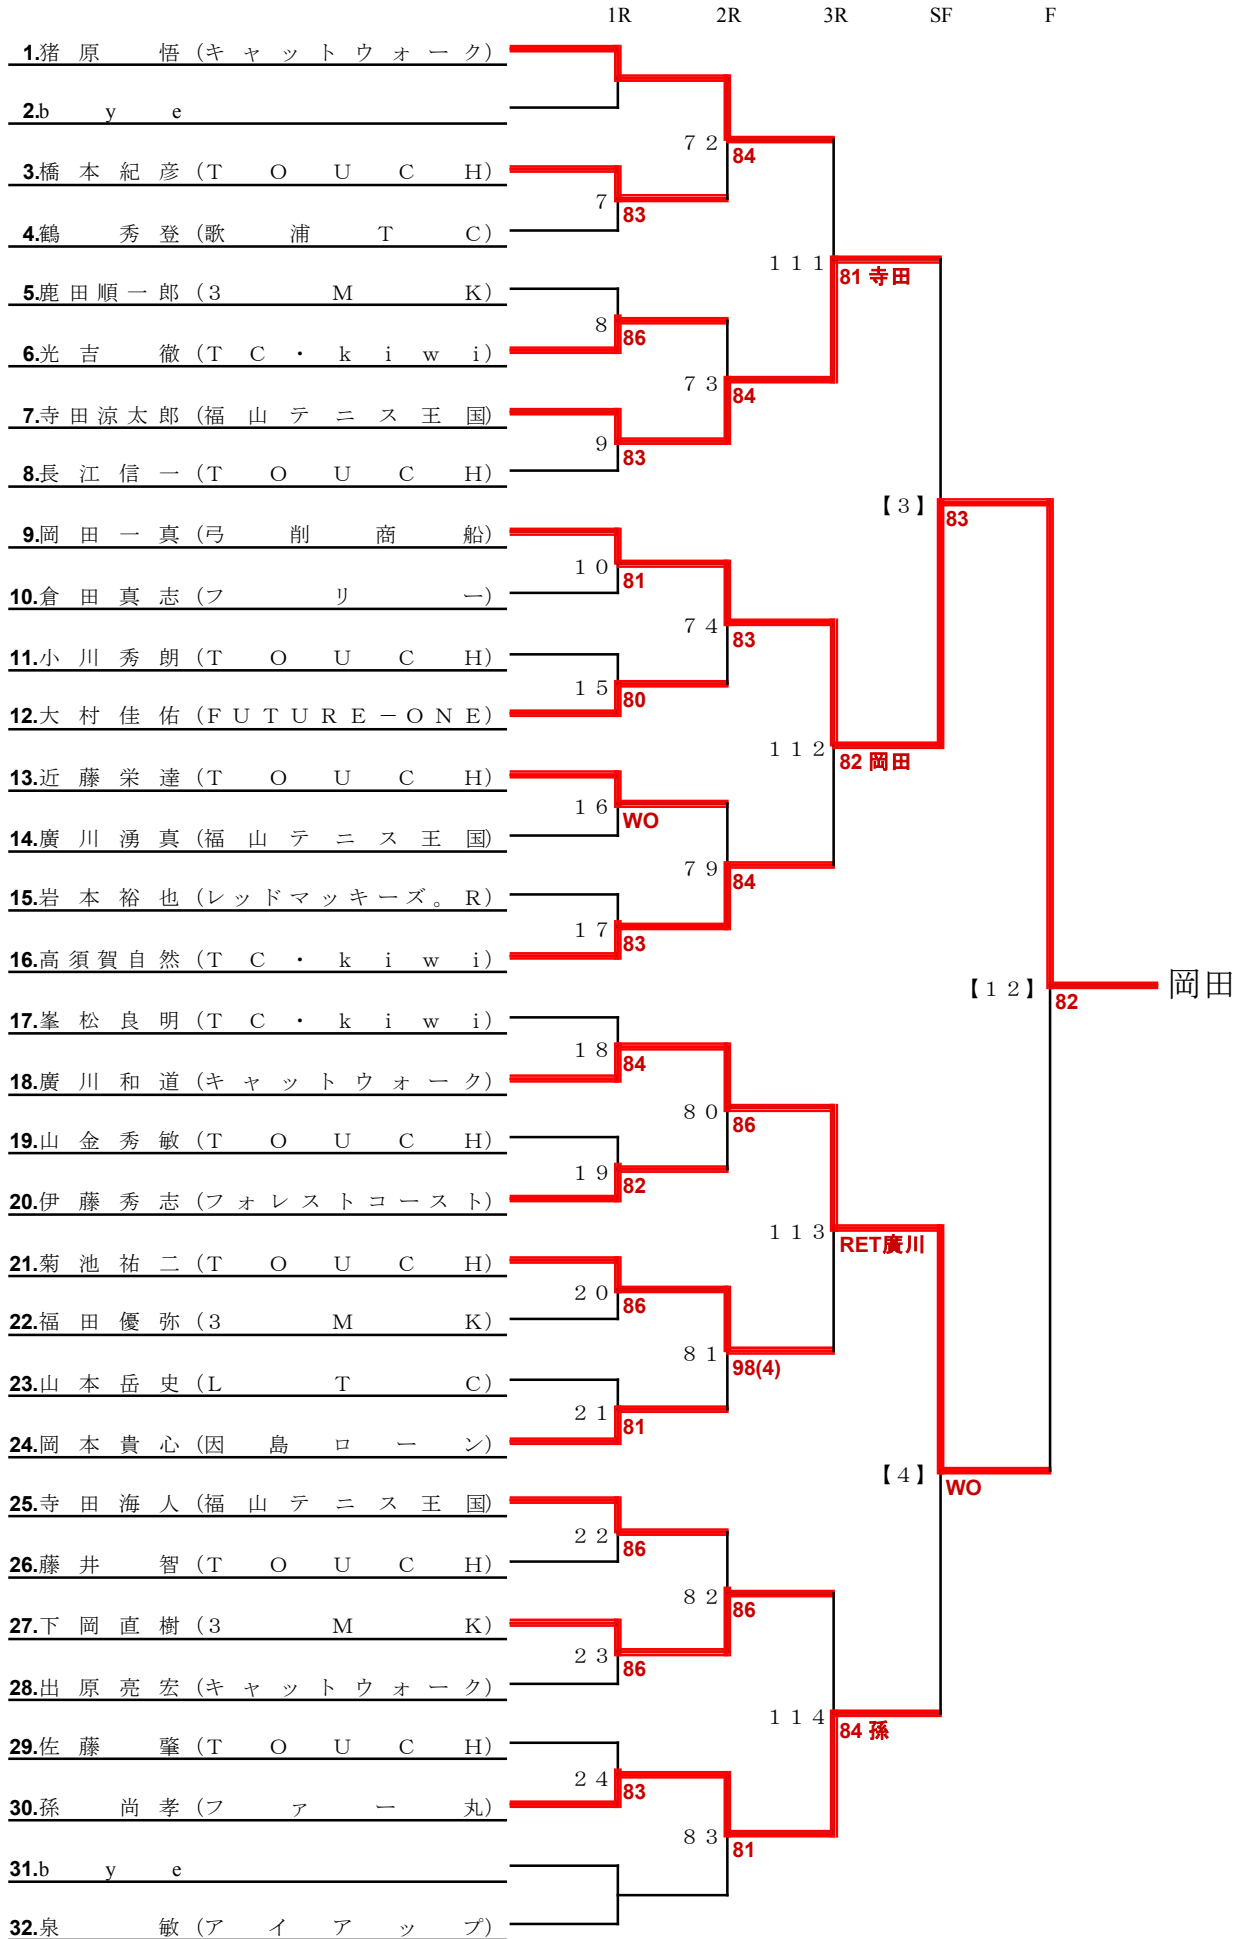 1R 2R 3R SF F
1.猪原 悟(キャットウォーク)
2.bye
72
84
3.橋本紀彦(TOUCH)
7
83
4.鶴 秀登(歌浦TC)
111
81 寺田
5.鹿田順一郎(3MK)
8
86
6.光吉 徹(TC・kiwi)
73
84
7.寺田涼太郎(福山テニス王国)
9
83
8.長江信一(TOUCH)
【3】
83
9.岡田一真(弓削商船)
10
81
10.倉田真志(フリー)
74
83
11.小川秀朗(TOUCH)
15
80
12.大村佳佑(FUTURE-ONE)
112
82 岡田
13.近藤栄達(TOUCH)
16
WO
14.廣川湧真(福山テニス王国)
79
84
15.岩本裕也(レッドマッキーズ。R)
17
83
16.高須賀自然(TC・kiwi)
【12】
82
岡田
17.峯松良明(TC・kiwi)
18
84
18.廣川和道(キャットウォーク)
80
86
19.山金秀敏(TOUCH)
19
82
20.伊藤秀志(フォレストコースト)
113
RET廣川
21.菊池祐二(TOUCH)
20
86
22.福田優弥(3MK)
81
98(4)
23.山本岳史(LTC)
21
81
24.岡本貴心(因島ローン)
【4】
WO
25.寺田海人(福山テニス王国)
22
86
26.藤井 智(TOUCH)
82
86
27.下岡直樹(3MK)
23
86
28.出原亮宏(キャットウォーク)
114
84 孫
29.佐藤 肇(TOUCH)
24
83
30.孫 尚孝(ファー丸)
83
81
31.bye
32.泉 敏(アイアップ)